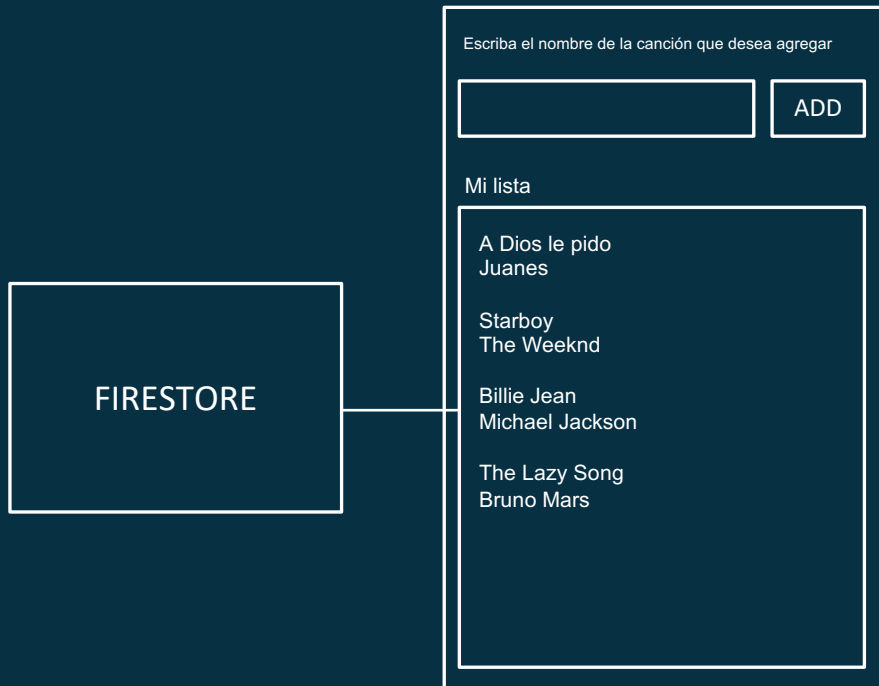 Escriba el nombre de la canción que desea agregar
ADD
Mi lista
A Dios le pido
Juanes
Starboy
The Weeknd
Billie Jean
Michael Jackson
The Lazy Song
Bruno Mars
FIRESTORE